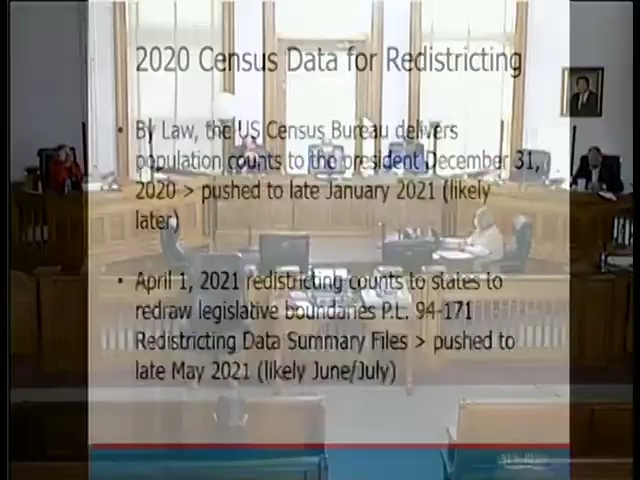 2020 Census Data for Redistricting
• By Law, the US Census Bureau delivers
population counts to the president December 31,
2020 > pushed to late January 2021 (likely
later)
• April 1, 2021 redistricting counts to states to
redraw legislative boundaries P.L. 94-171
Redistricting Data Summary Files > pushed to
late May 2021 (likely June/July)